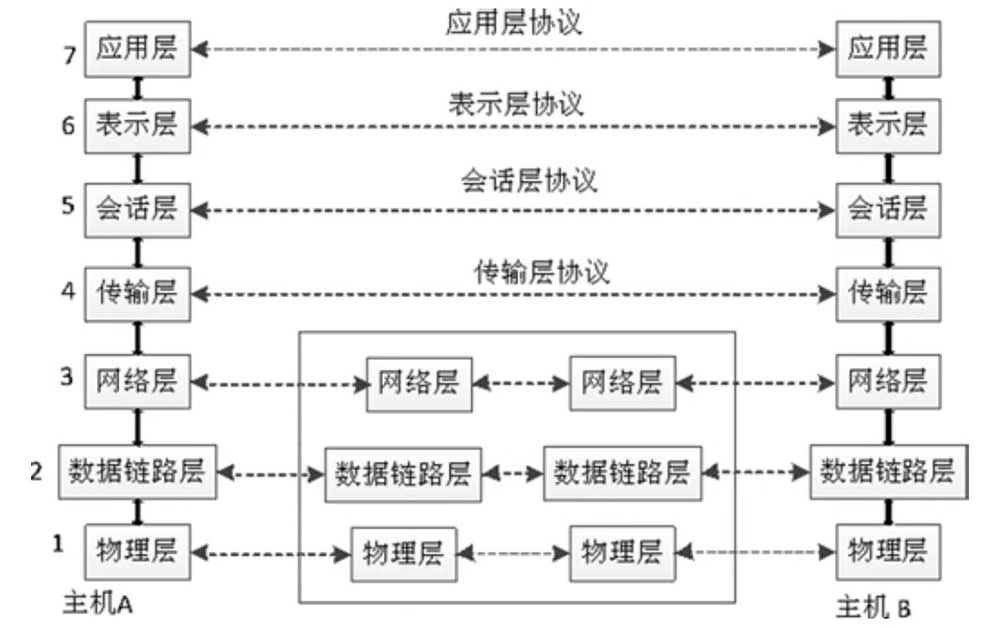 应用层协议
7 应用层 应用层
表示层协议
6 表示层 表示层
会话层协议
5 会话层 会话层
传输层协议
4 传输层 传输层
3 网络层 网络层 网络层 网络层
2 数据链路层 数据链路层 数据链路层 数据链路层
1 物理层 物理层 物理层 物理层
主机A 主机 B